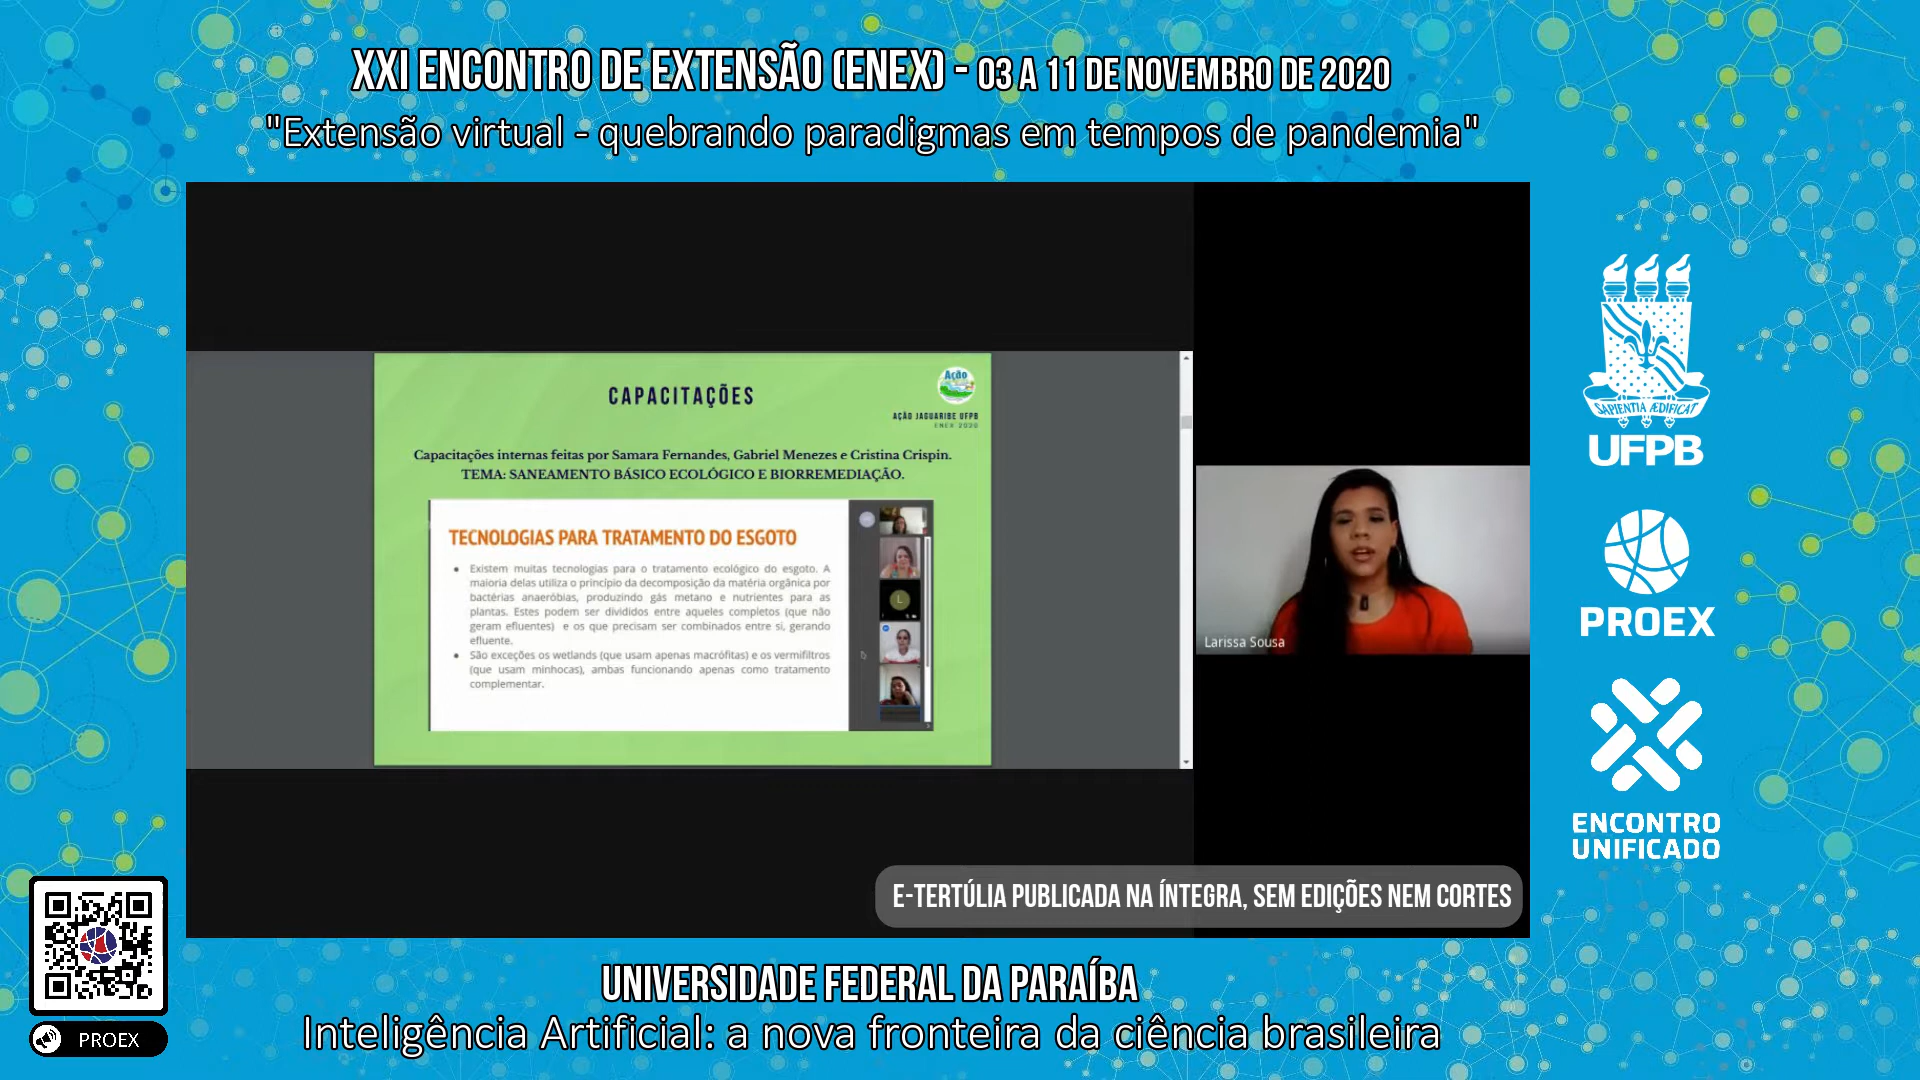 XXI ENCONTRO DE EXTENSÃO (ENEX) - 03 A 11 DE NOVEMBRO DE 2020
"Extensão virtual - quebrando paradigmas em tempos de pandemia"
CAPACITAÇÕES
Ação
AÇÃO JAGUARIBE UFPB
ENEX 2020
Capacitações internas feitas por Samara Fernandes, Gabriel Menezes e Cristina Crispin.
TEMA: SANEAMENTO BÁSICO ECOLÓGICO E BIORREMEDIAÇÃO.
TECNOLOGIAS PARA TRATAMENTO DO ESGOTO
• Existem muitas tecnologias para o tratamento ecológico do esgoto. A
maioria delas utiliza o princípio da decomposição da matéria orgânica por
bactérias anaeróbias, produzindo gás metano e nutrientes para as
plantas. Estes podem ser divididos entre aqueles completos (que não
geram efluentes) e os que precisam ser combinados entre si, gerando
efluente.
• São exceções os wetlands (que usam apenas macrófitas) e os vermifiltros
(que usam minhocas), ambas funcionando apenas como tratamento
complementar.
L
Larissa Sousa
SAPIENTIA ÆDIFICAT
UFPB
PROEX
ENCONTRO
UNIFICADO
E-TERTÚLIA PUBLICADA NA ÍNTEGRA, SEM EDIÇÕES NEM CORTES
PROEX
UNIVERSIDADE FEDERAL DA PARAÍBA
Inteligência Artificial: a nova fronteira da ciência brasileira